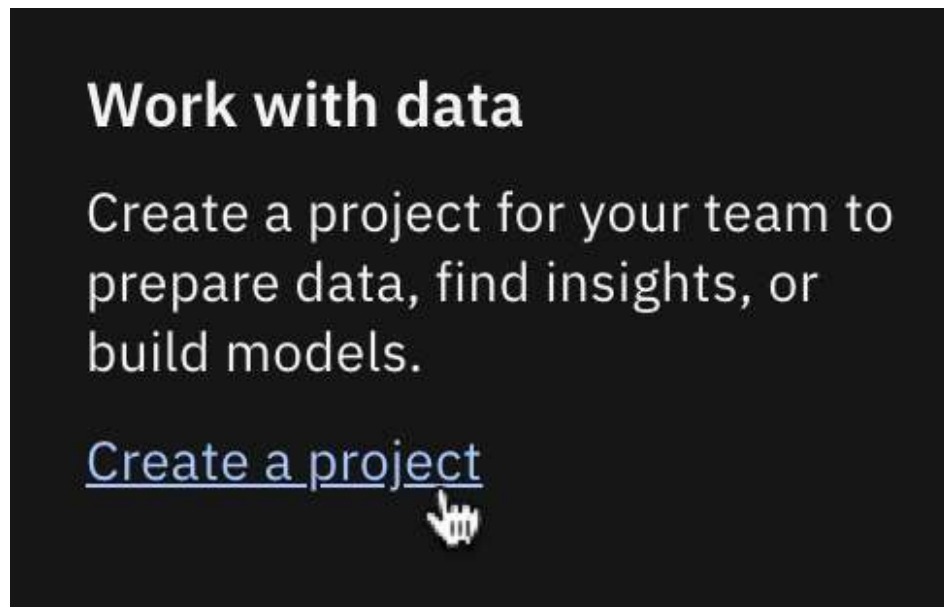 Work with data
Create a project for your team to
prepare data, find insights, or
build models.
Create a project